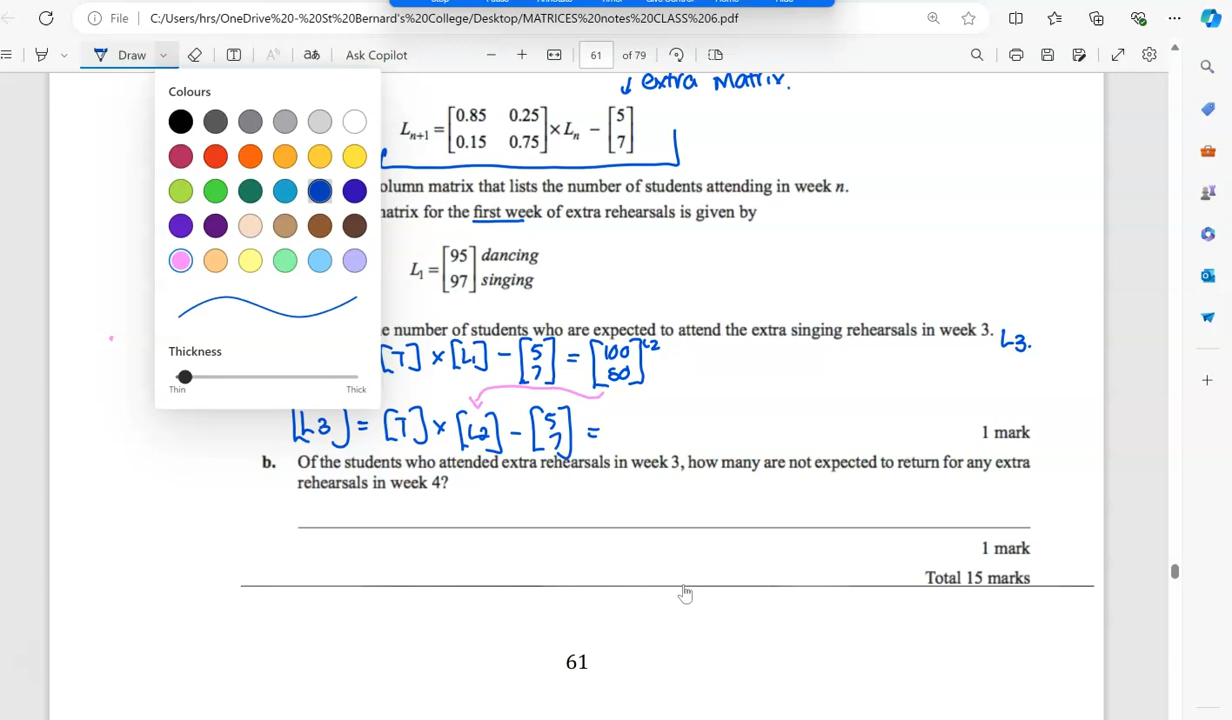 File C:/Users/hrs/OneDrive%20-%20St%20Bernard's%20College/Desktop/MATRICES%20notes%20CLASS%206.pdf
Draw Ask Copilot 61 of 79
Colours
Thickness
Thin Thick
↓ extra matrix.
Lₙ₊₁ = [0.85 0.25; 0.15 0.75] × Lₙ − [5; 7]
olumn matrix that lists the number of students attending in week n.
atrix for the first week of extra rehearsals is given by
L₁ = [95; 97] dancing singing
e number of students who are expected to attend the extra singing rehearsals in week 3. L3.
[T] × [L1] − [5; 7] = [100; 80] L2
[L3] = [T] × [L2] − [5; 7] =
1 mark
b. Of the students who attended extra rehearsals in week 3, how many are not expected to return for any extra
rehearsals in week 4?
1 mark
Total 15 marks
61